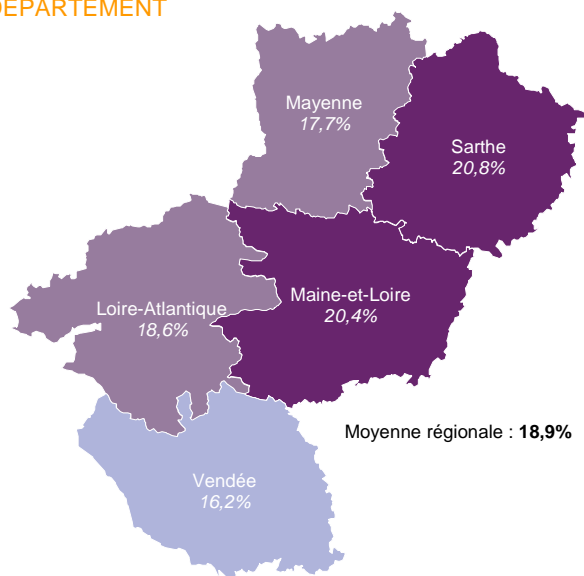 DEPARTEMENT
Mayenne
17,7%
Sarthe
20,8%
Loire-Atlantique
18,6%
Maine-et-Loire
20,4%
Moyenne régionale : 18,9%
Vendée
16,2%